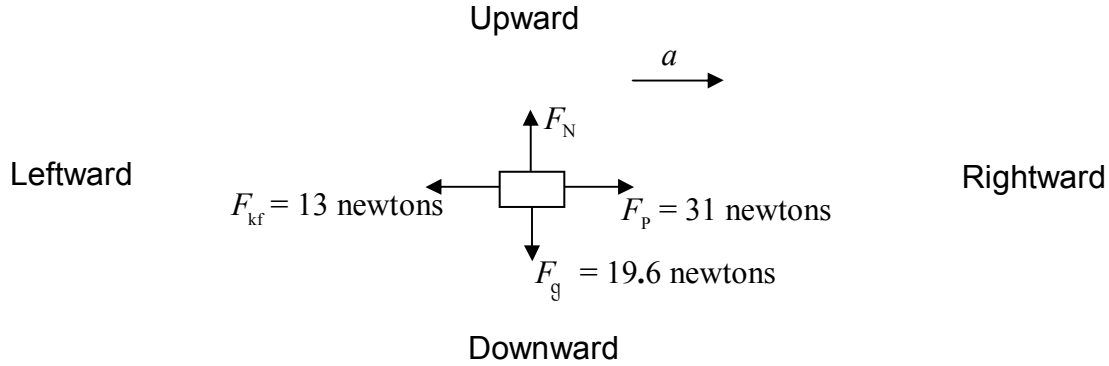 Upward
a
F_N
Leftward
Rightward
F_kf = 13 newtons
F_P = 31 newtons
F_g = 19.6 newtons
Downward